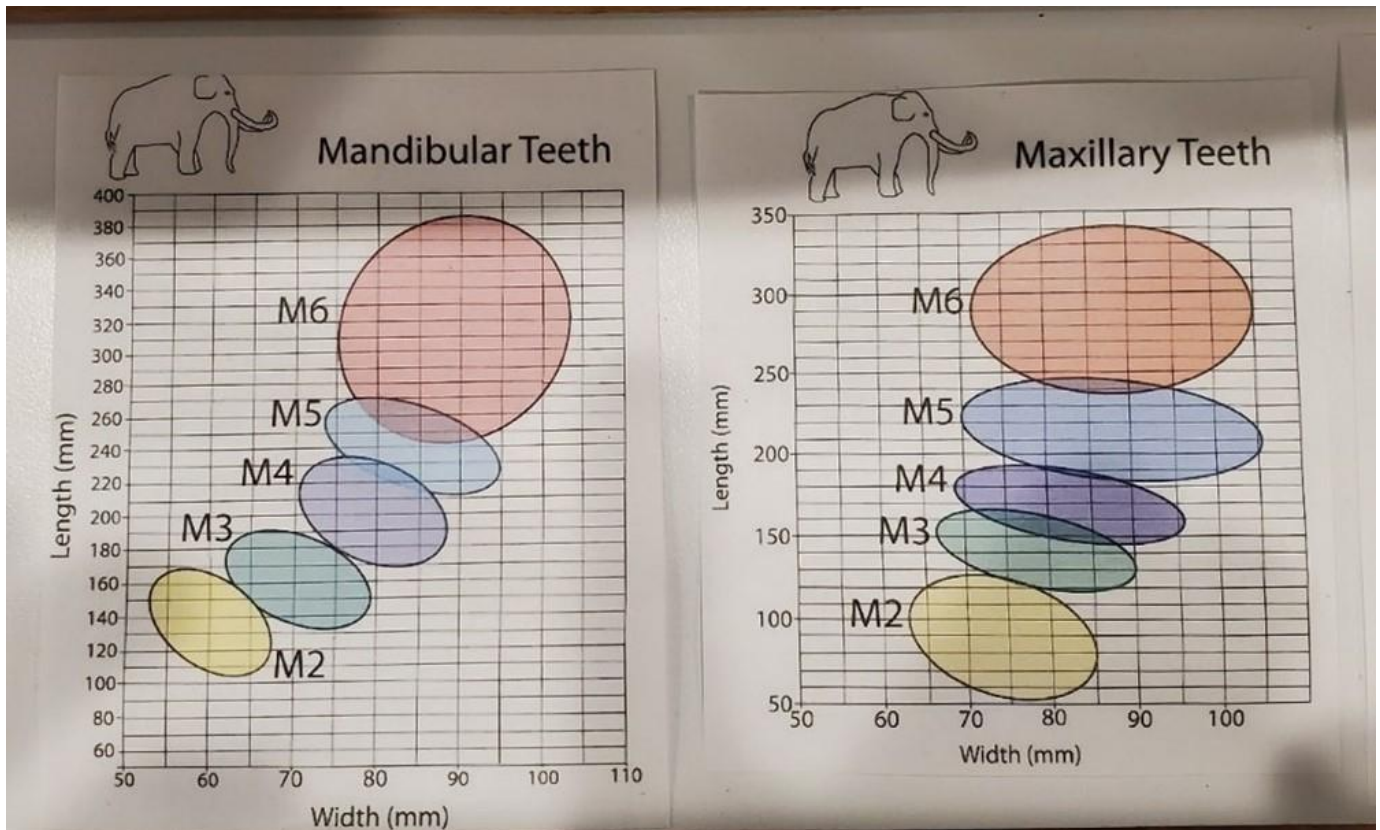 Mandibular Teeth
400
380
360
340
320
300
280
260
240
220
200
180
160
140
120
100
80
60
Length (mm)
M6
M5
M4
M3
M2
50 60 70 80 90 100 110
Width (mm)
Maxillary Teeth
350
300
250
200
150
100
50
Length (mm)
M6
M5
M4
M3
M2
50 60 70 80 90 100
Width (mm)